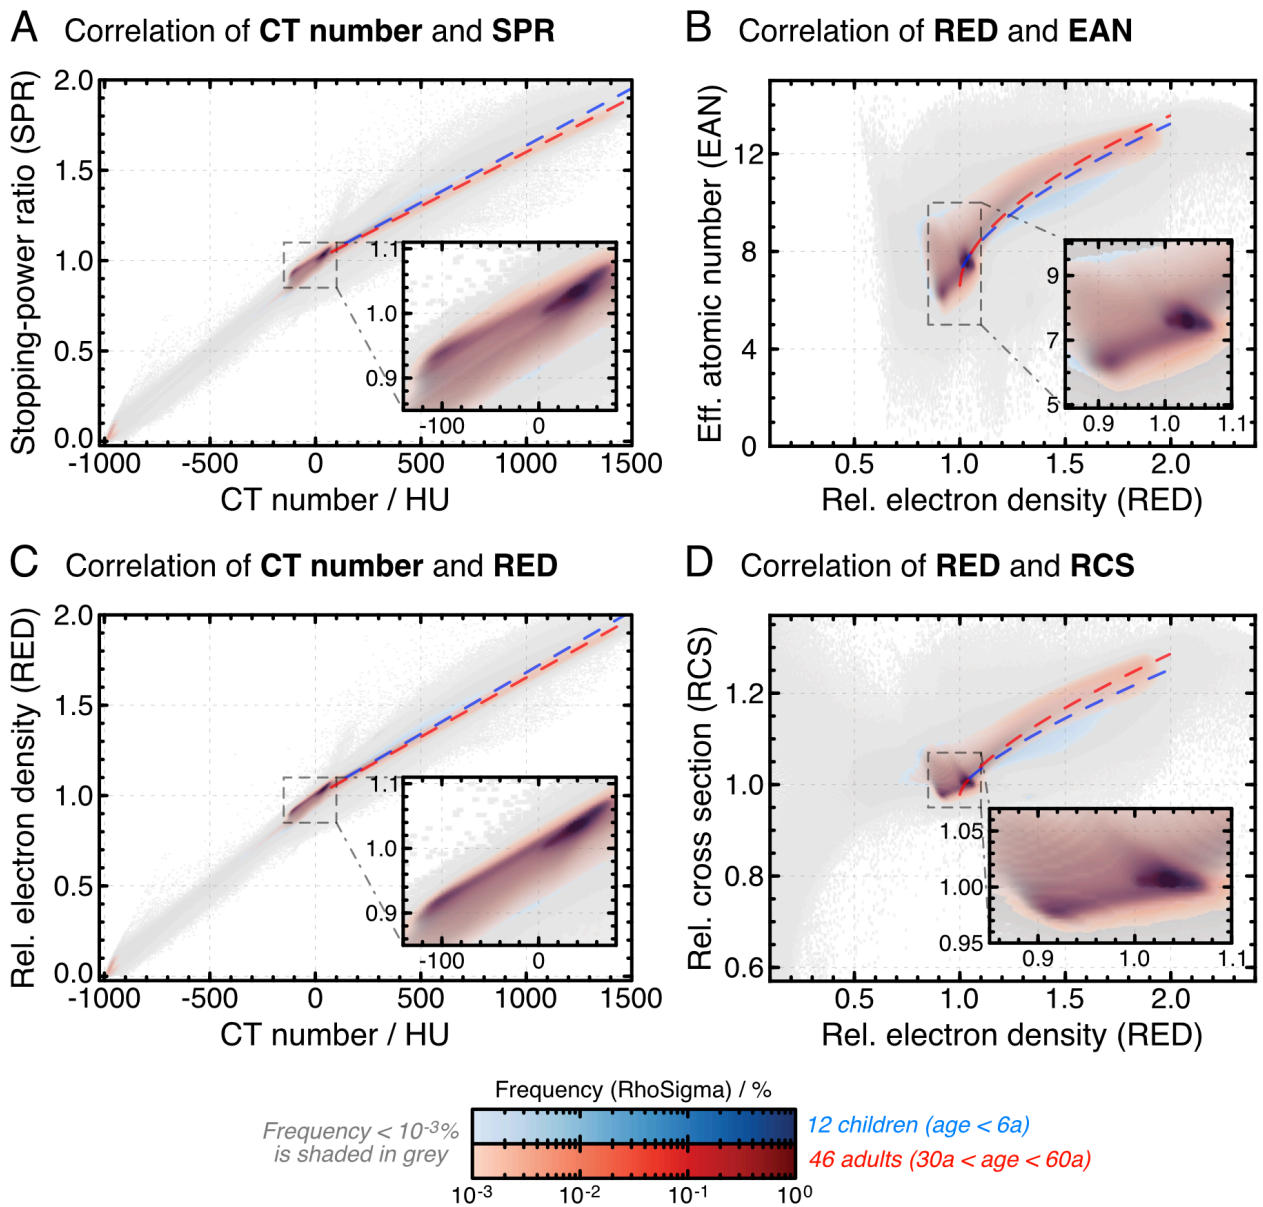 A Correlation of CT number and SPR
Stopping-power ratio (SPR)
2.0
1.5
1.0
0.5
0.0
1.1
1.0
0.9
-100 0
-1000 -500 0 500 1000 1500
CT number / HU
B Correlation of RED and EAN
Eff. atomic number (EAN)
12
8
4
0
9
7
5
0.9 1.0 1.1
0.5 1.0 1.5 2.0
Rel. electron density (RED)
C Correlation of CT number and RED
Rel. electron density (RED)
2.0
1.5
1.0
0.5
0.0
1.1
1.0
0.9
-100 0
-1000 -500 0 500 1000 1500
CT number / HU
D Correlation of RED and RCS
Rel. cross section (RCS)
1.2
1.0
0.8
0.6
1.05
1.00
0.95
0.9 1.0 1.1
0.5 1.0 1.5 2.0
Rel. electron density (RED)
Frequency (RhoSigma) / %
Frequency < 10⁻³%
is shaded in grey
12 children (age < 6a)
46 adults (30a < age < 60a)
10⁻³ 10⁻² 10⁻¹ 10⁰